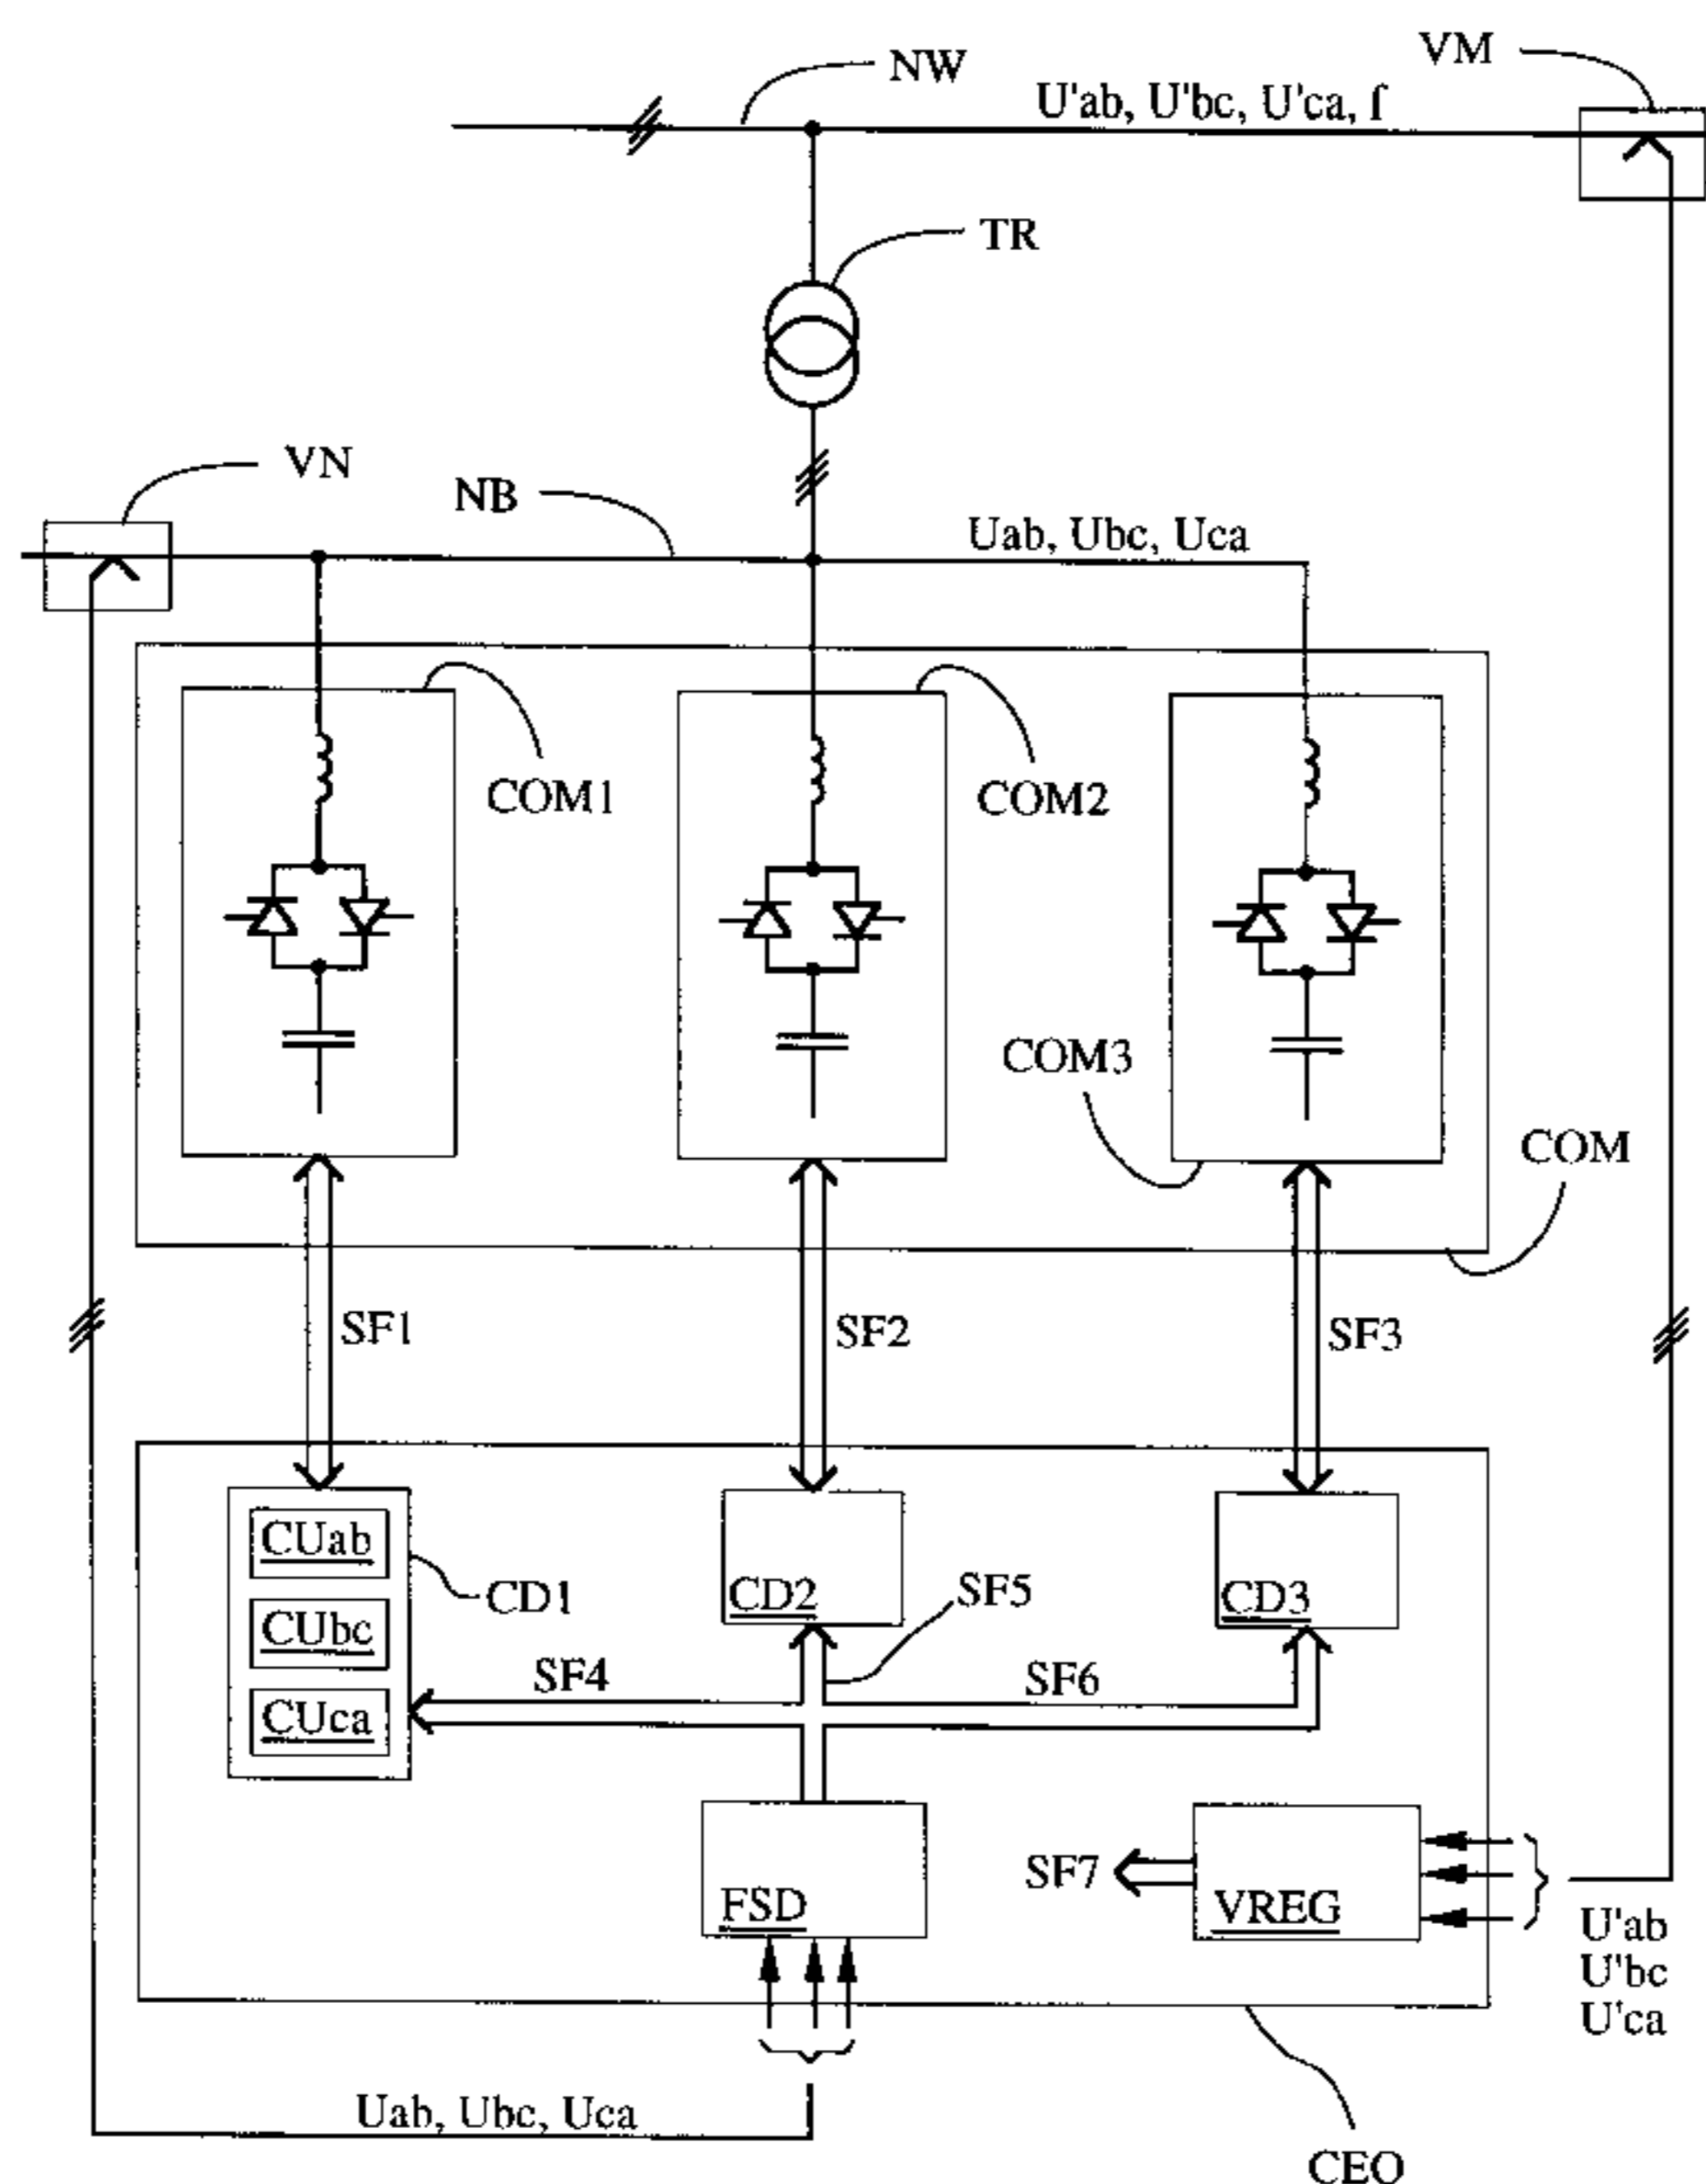 NW
VM
U'ab, U'bc, U'ca, f
TR
VN
NB
Uab, Ubc, Uca
COM1
COM2
COM3
COM
SF1
SF2
SF3
CUab
CD1
CD2
SF5
CD3
CUbc
SF4
SF6
CUca
SF7
FSD
VREG
U'ab
U'bc
U'ca
Uab, Ubc, Uca
CEO